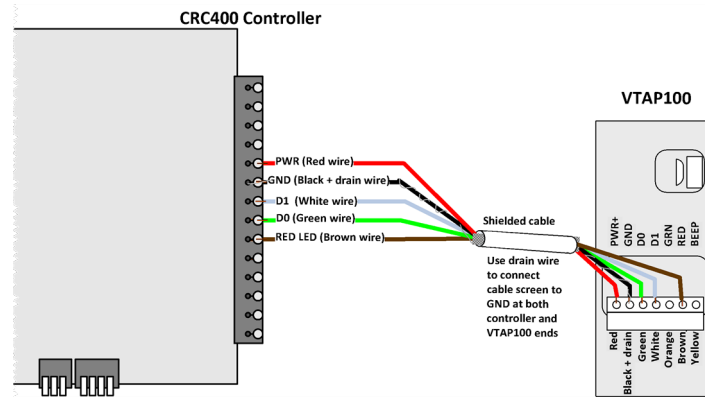 CRC400 Controller
VTAP100
PWR (Red wire)
GND (Black + drain wire)
D1 (White wire)
D0 (Green wire)
RED LED (Brown wire)
Shielded cable
Use drain wire
to connect
cable screen to
GND at both
controller and
VTAP100 ends
PWR+
GND
D0
D1
GRN
RED
BEEP
Red
Black + drain
Green
White
Orange
Brown
Yellow